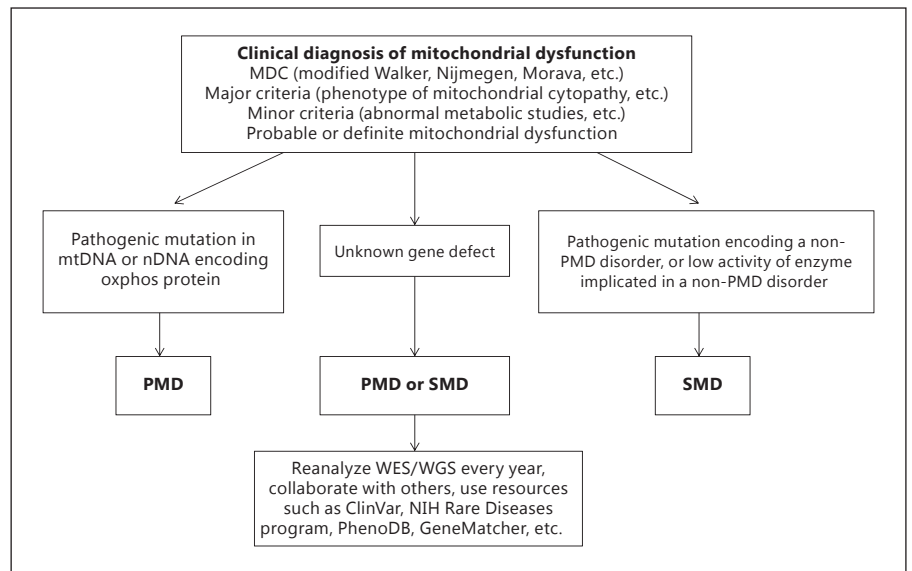 Clinical diagnosis of mitochondrial dysfunction
MDC (modified Walker, Nijmegen, Morava, etc.)
Major criteria (phenotype of mitochondrial cytopathy, etc.)
Minor criteria (abnormal metabolic studies, etc.)
Probable or definite mitochondrial dysfunction
Pathogenic mutation in
mtDNA or nDNA encoding
oxphos protein
Unknown gene defect
Pathogenic mutation encoding a non-
PMD disorder, or low activity of enzyme
implicated in a non-PMD disorder
PMD
PMD or SMD
SMD
Reanalyze WES/WGS every year,
collaborate with others, use resources
such as ClinVar, NIH Rare Diseases
program, PhenoDB, GeneMatcher, etc.